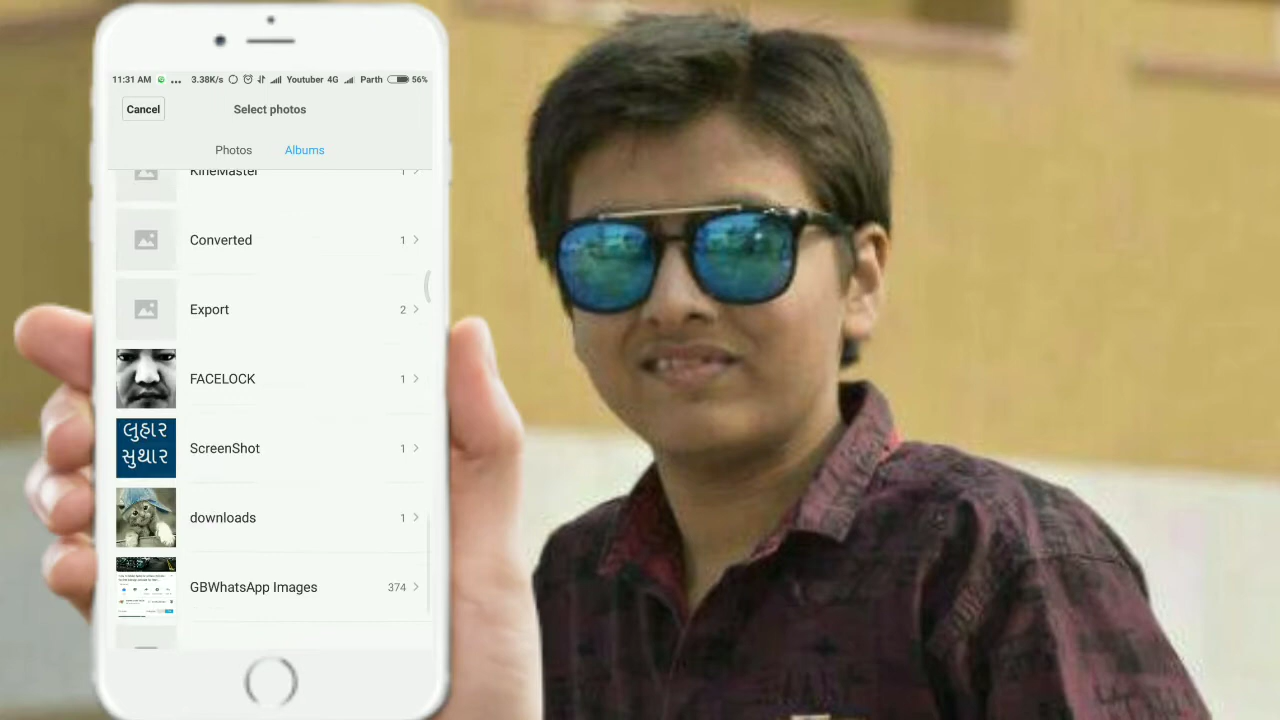 11:31 AM ... 3.38K/s Youtuber 4G Parth 56%
Cancel Select photos
Photos Albums
KineMaster 1
Converted 1
Export 2
FACELOCK 1
લુહાર
સુથાર
ScreenShot 1
downloads 1
GBWhatsApp Images 374